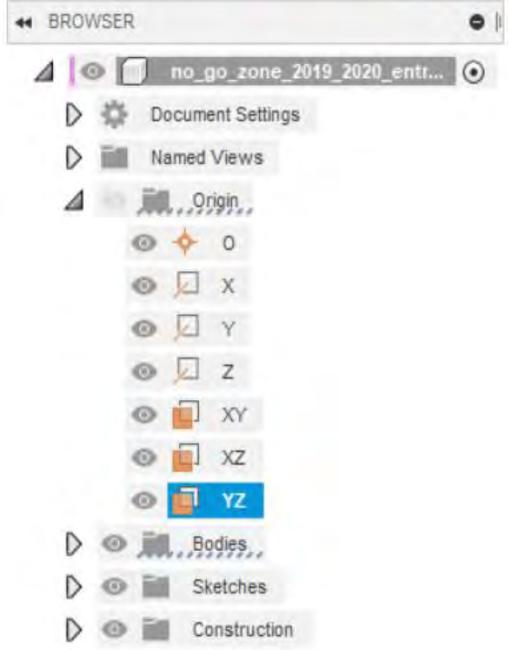 BROWSER
no_go_zone_2019_2020_entr...
Document Settings
Named Views
Origin
O
X
Y
Z
XY
XZ
YZ
Bodies
Sketches
Construction